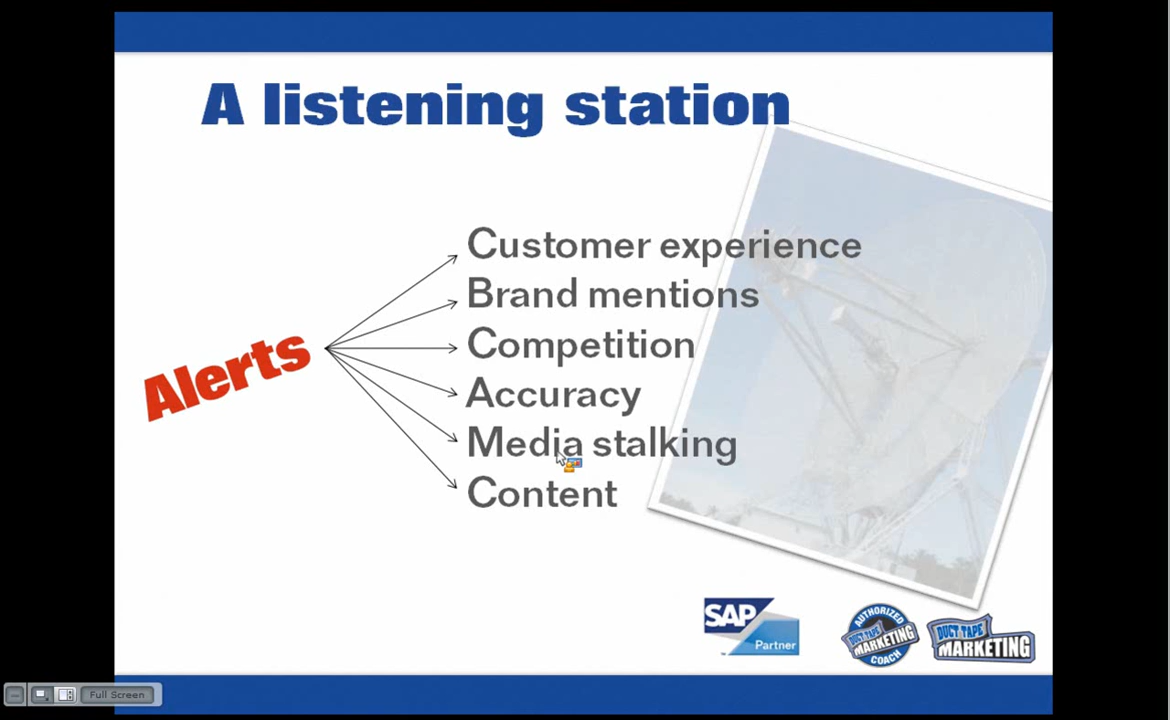 A listening station
Customer experience
Brand mentions
Competition
Alerts
Accuracy
Media stalking
Content
SAP
Partner
AUTHORIZED
DUCT TAPE
MARKETING
COACH
DUCT TAPE
MARKETING
Full Screen